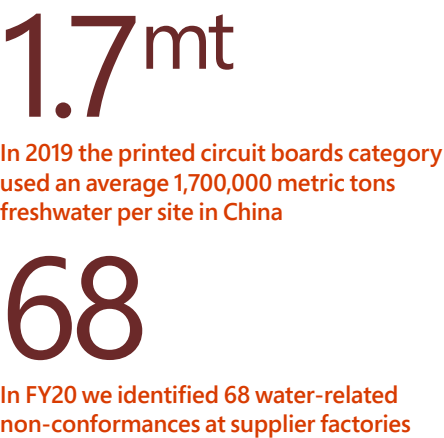 1.7mt
In 2019 the printed circuit boards category
used an average 1,700,000 metric tons
freshwater per site in China
68
In FY20 we identified 68 water-related
non-conformances at supplier factories